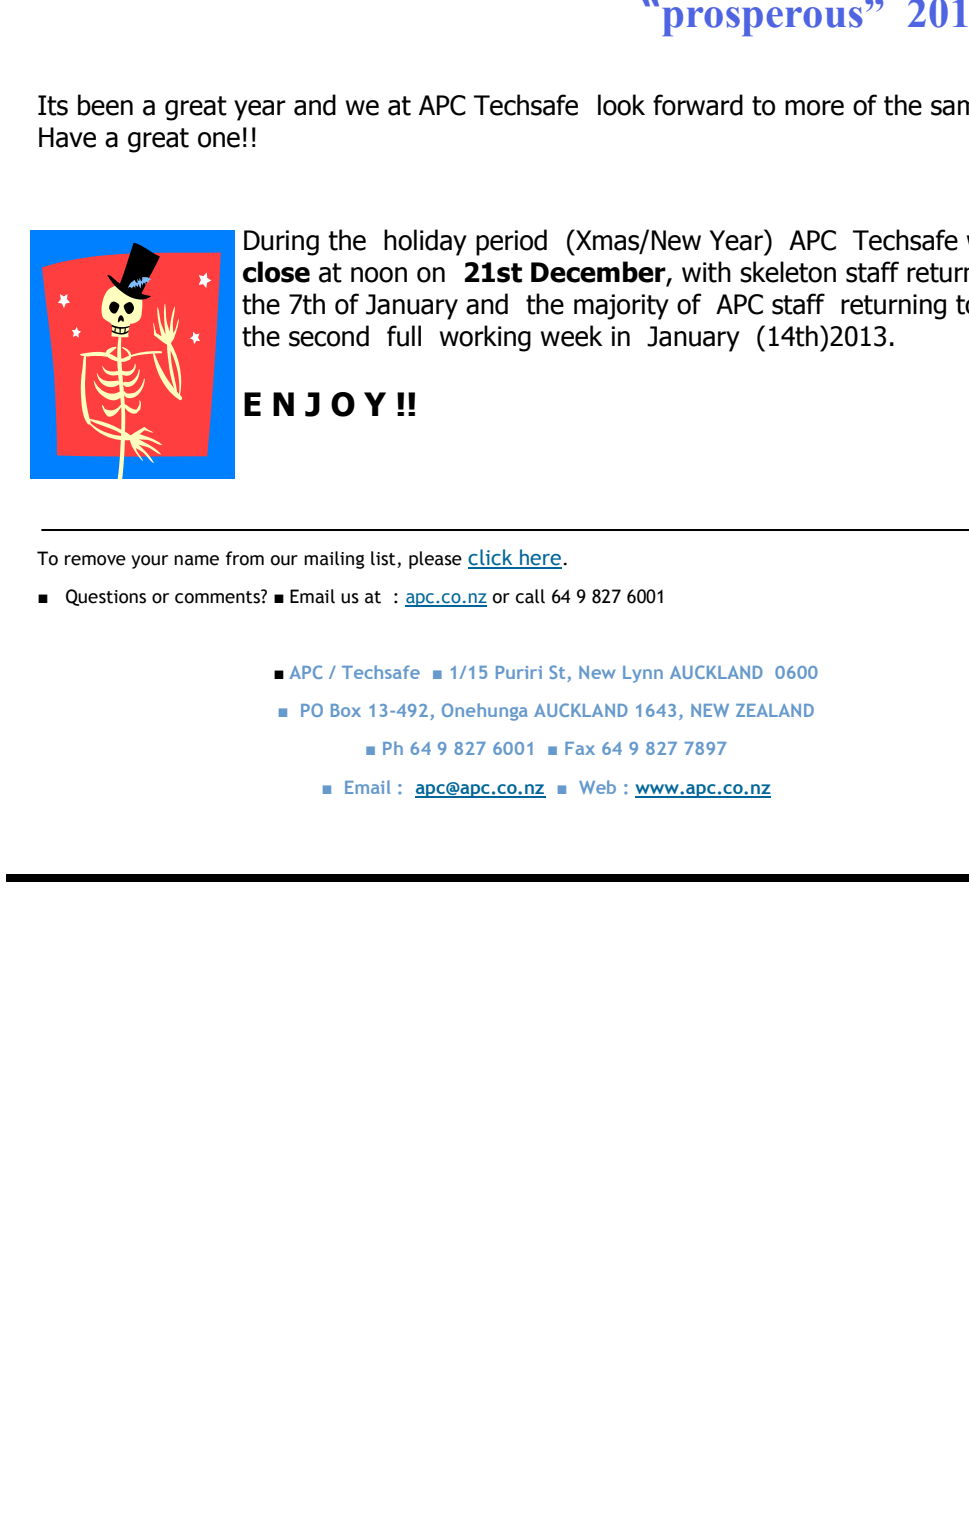 “prosperous” 201
Its been a great year and we at APC Techsafe look forward to more of the sam
Have a great one!!
During the holiday period (Xmas/New Year) APC Techsafe
close at noon on 21st December, with skeleton staff return
the 7th of January and the majority of APC staff returning to
the second full working week in January (14th)2013.
E N J O Y !!
To remove your name from our mailing list, please click here.
■ Questions or comments? ■ Email us at : apc.co.nz or call 64 9 827 6001
■ APC / Techsafe ■ 1/15 Puriri St, New Lynn AUCKLAND 0600
■ PO Box 13-492, Onehunga AUCKLAND 1643, NEW ZEALAND
■ Ph 64 9 827 6001 ■ Fax 64 9 827 7897
■ Email : apc@apc.co.nz ■ Web : www.apc.co.nz